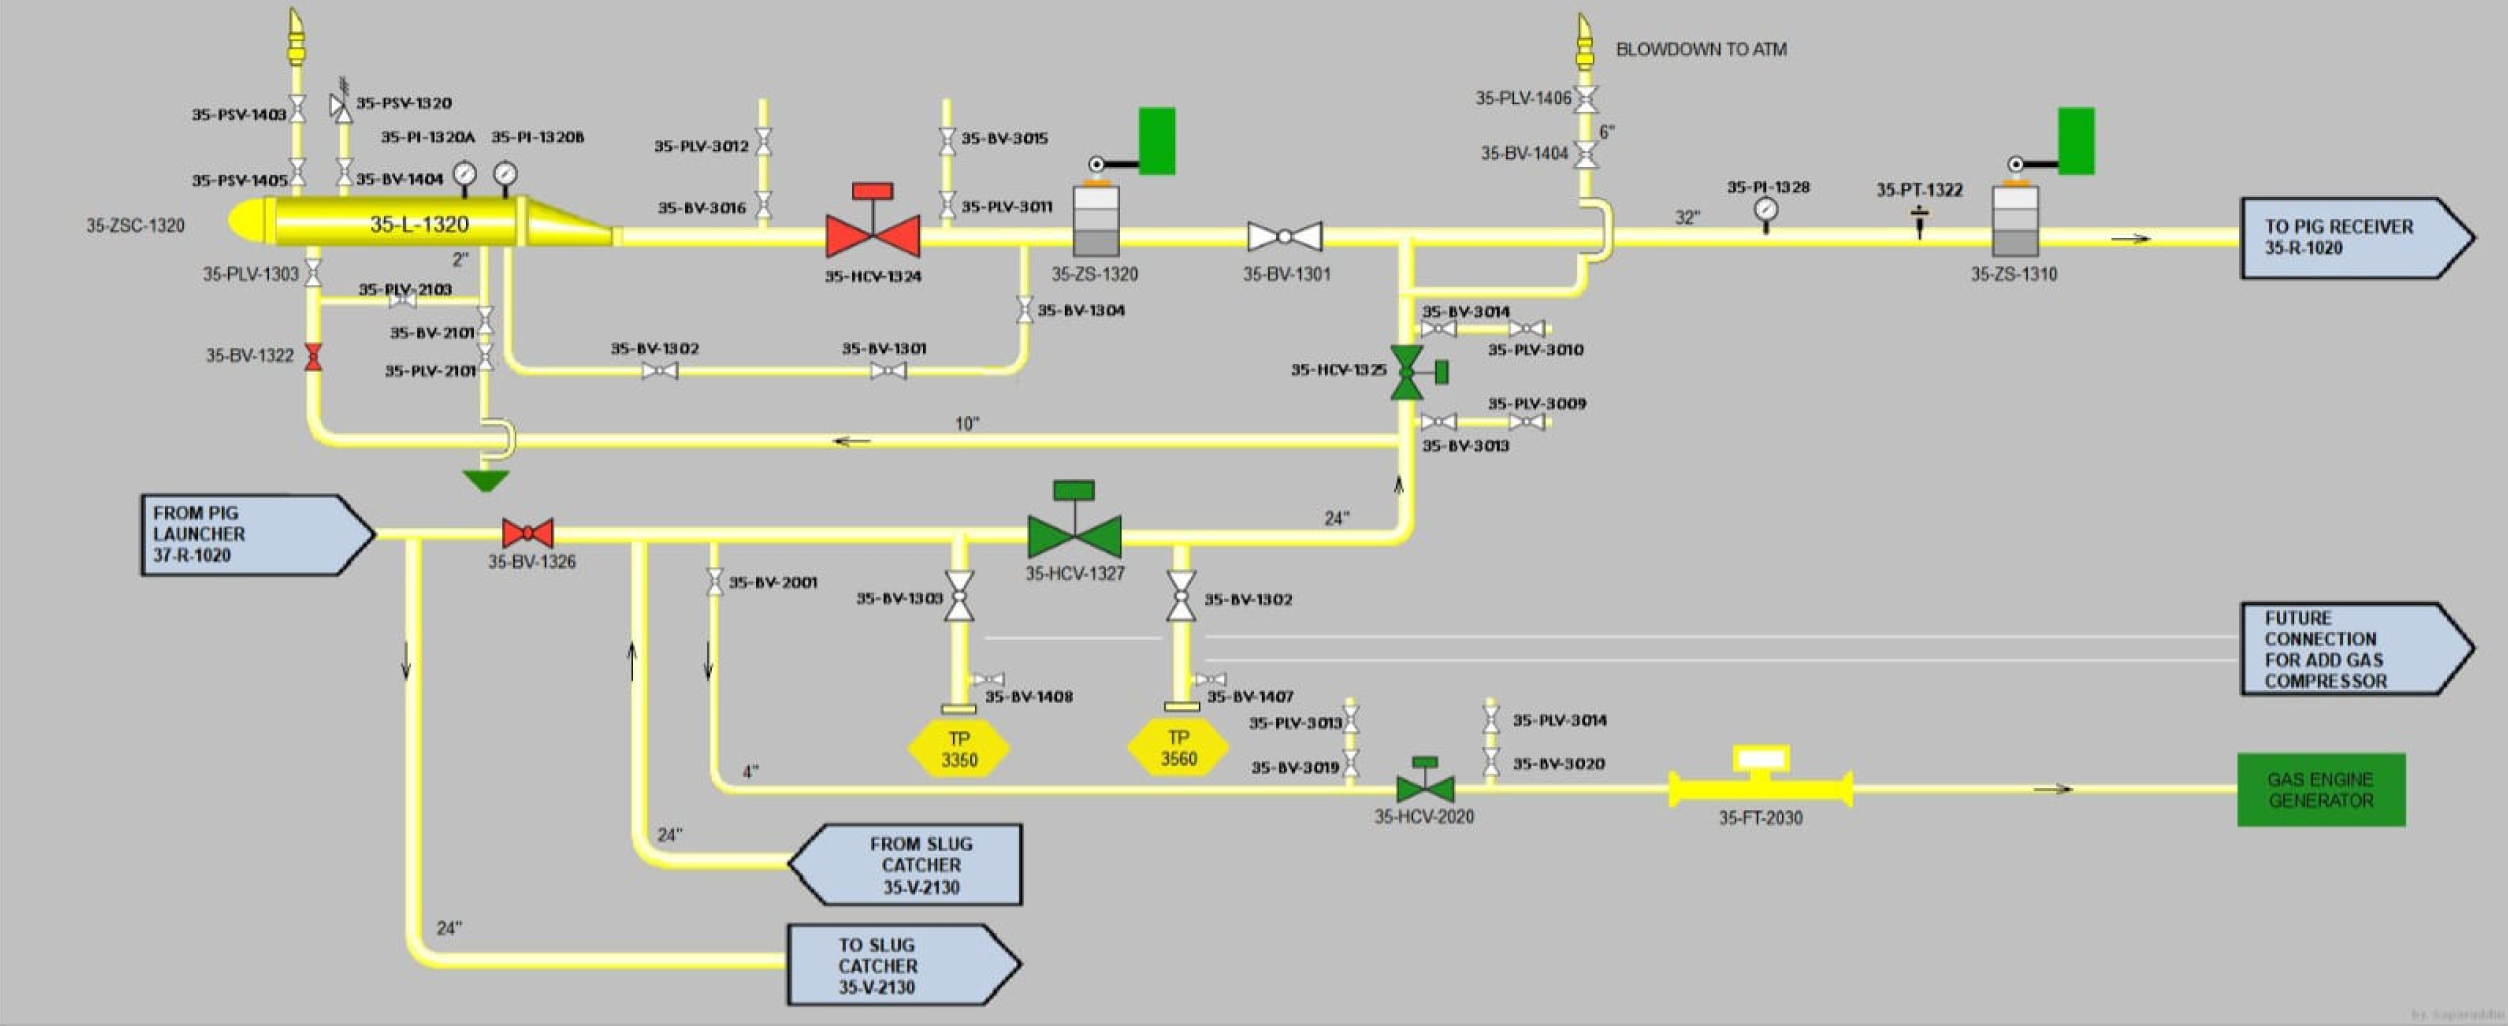 BLOWDOWN TO ATM
35-PLV-1406
35-PSV-1403
35-PSV-1320
6"
35-PI-1320A
35-PI-1320B
35-PLV-3012
35-BV-3015
35-BV-1404
35-PSV-1405
35-BV-1404
35-BV-3016
35-PLV-3011
35-PI-1328
35-PT-1322
35-ZSC-1320
35-L-1320
32"
TO PIG RECEIVER
35-R-1020
2"
35-PLV-1303
35-HCV-1324
35-ZS-1320
35-BV-1301
35-ZS-1310
35-PLV-2103
35-BV-1304
35-BV-3014
35-BV-2101
35-BV-1322
35-BV-1302
35-BV-1301
35-PLV-3010
35-PLV-2101
35-HCV-1325
35-PLV-3009
10"
35-BV-3013
FROM PIG
LAUNCHER
37-R-1020
24"
35-BV-1326
35-HCV-1327
35-BV-2001
35-BV-1303
35-BV-1302
FUTURE
CONNECTION
FOR ADD GAS
COMPRESSOR
35-BV-1408
35-BV-1407
35-PLV-3013
35-PLV-3014
TP
3350
TP
3560
35-BV-3019
35-BV-3020
4"
35-HCV-2020
35-FT-2030
GAS ENGINE
GENERATOR
24"
FROM SLUG
CATCHER
35-V-2130
24"
TO SLUG
CATCHER
35-V-2130
by. Saparuddin